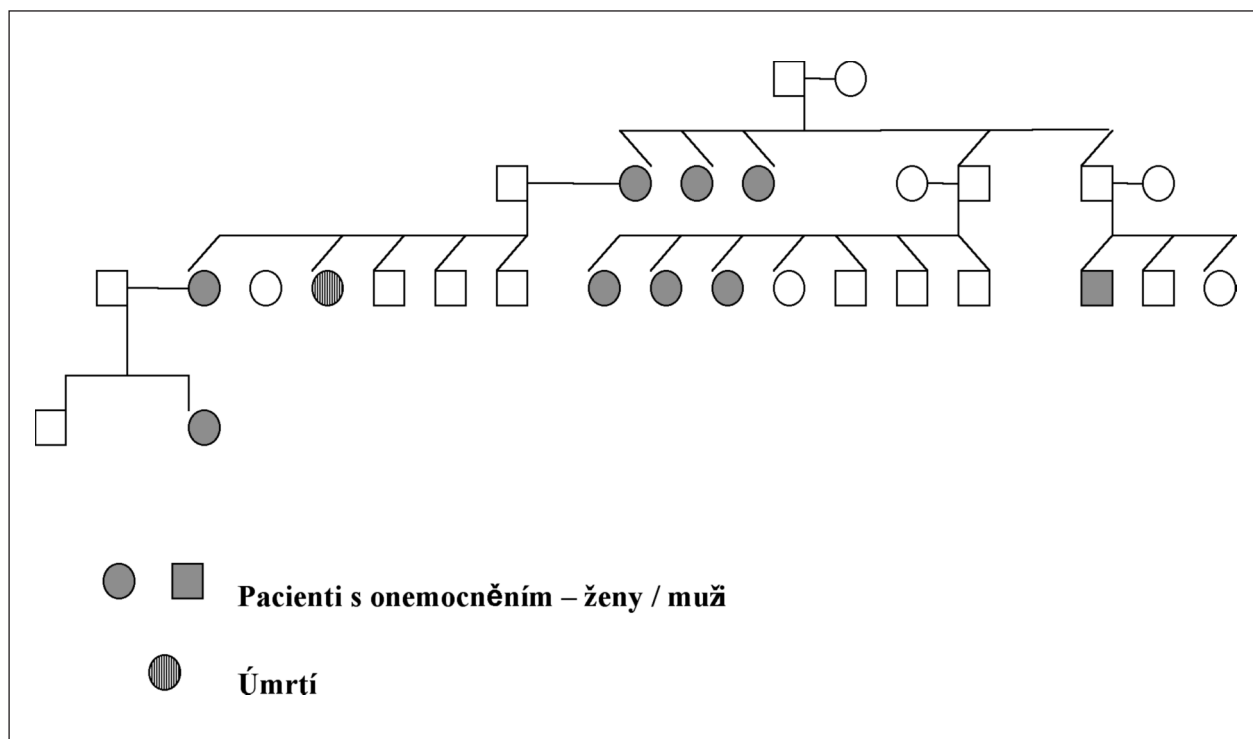 Pacienti s onemocněním – ženy / muži
Úmrtí